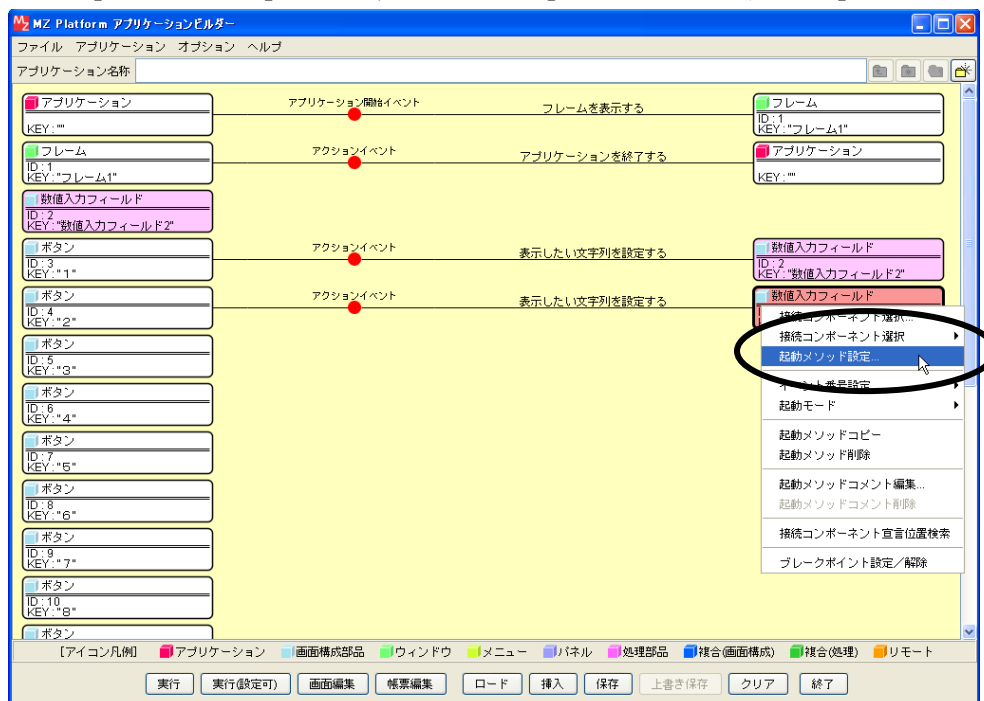 MZ Platform アプリケーションビルダー
ファイル アプリケーション オプション ヘルプ
アプリケーション名称
アプリケーション
KEY:""
アプリケーション開始イベント
フレームを表示する
フレーム
ID:1
KEY:"フレーム1"
フレーム
ID:1
KEY:"フレーム1"
アクションイベント
アプリケーションを終了する
アプリケーション
KEY:""
数値入力フィールド
ID:2
KEY:"数値入力フィールド2"
ボタン
ID:3
KEY:"1"
アクションイベント
表示したい文字列を設定する
数値入力フィールド
ID:2
KEY:"数値入力フィールド2"
ボタン
ID:4
KEY:"2"
アクションイベント
表示したい文字列を設定する
数値入力フィールド
接続コンポーネント選択...
接続コンポーネント選択
起動メソッド設定...
イベント番号設定
起動モード
起動メソッドコピー
起動メソッド削除
起動メソッドコメント編集...
起動メソッドコメント削除
接続コンポーネント宣言位置検索
ブレークポイント設定/解除
ボタン
ID:5
KEY:"3"
ボタン
ID:6
KEY:"4"
ボタン
ID:7
KEY:"5"
ボタン
ID:8
KEY:"6"
ボタン
ID:9
KEY:"7"
ボタン
ID:10
KEY:"8"
ボタン
[アイコン凡例] アプリケーション 画面構成部品 ウィンドウ メニュー パネル 処理部品 複合(画面構成) 複合(処理) リモート
実行 実行(設定可) 画面編集 帳票編集 ロード 挿入 保存 上書き保存 クリア 終了